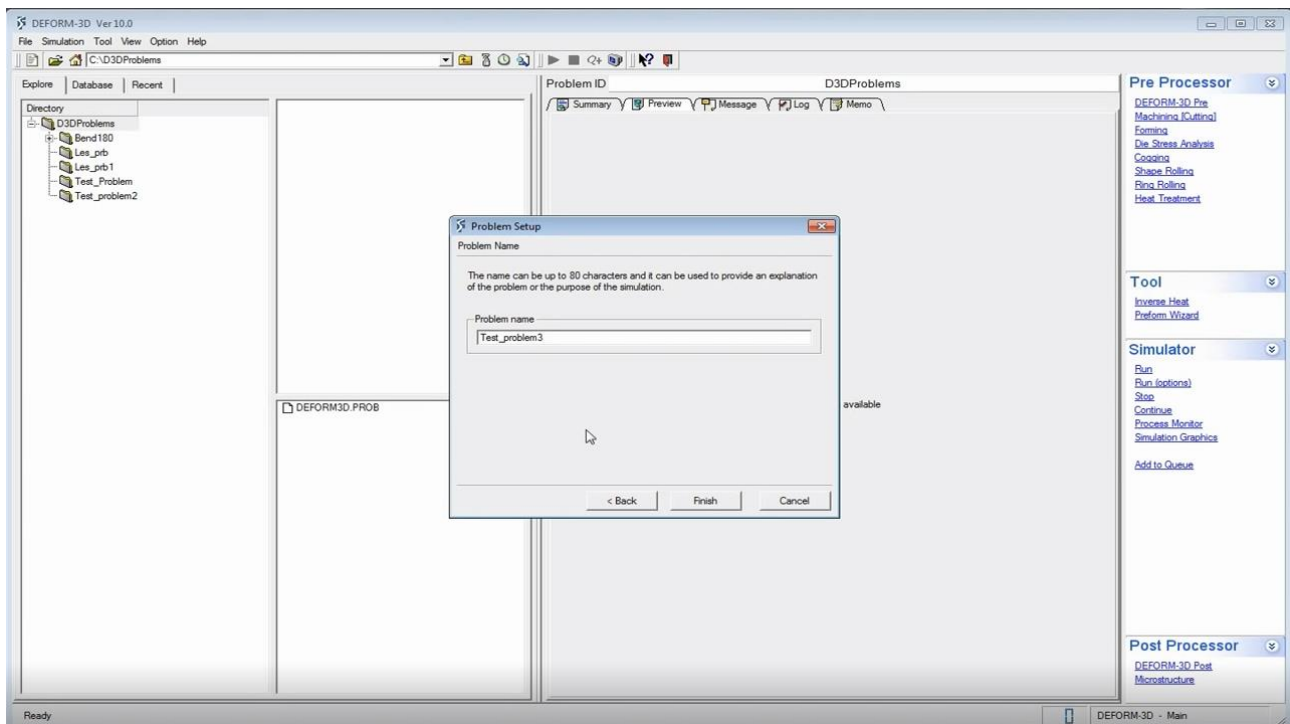 DEFORM-3D Ver 10.0
File Simulation Tool View Option Help
C:\D3DProblems
Explore Database Recent
Directory
D3DProblems
Bend180
Les_prb
Les_prb1
Test_Problem
Test_problem2
DEFORM3D.PROB
Problem ID D3DProblems
Summary Preview Message Log Memo
available
Problem Setup
Problem Name
The name can be up to 80 characters and it can be used to provide an explanation
of the problem or the purpose of the simulation.
Problem name
Test_problem3
< Back Finish Cancel
Pre Processor
DEFORM-3D Pre
Machining [Cutting]
Forming
Die Stress Analysis
Cogging
Shape Rolling
Ring Rolling
Heat Treatment
Tool
Inverse Heat
Preform Wizard
Simulator
Run
Run (options)
Stop
Continue
Process Monitor
Simulation Graphics
Add to Queue
Post Processor
DEFORM-3D Post
Microstructure
Ready
DEFORM-3D - Main